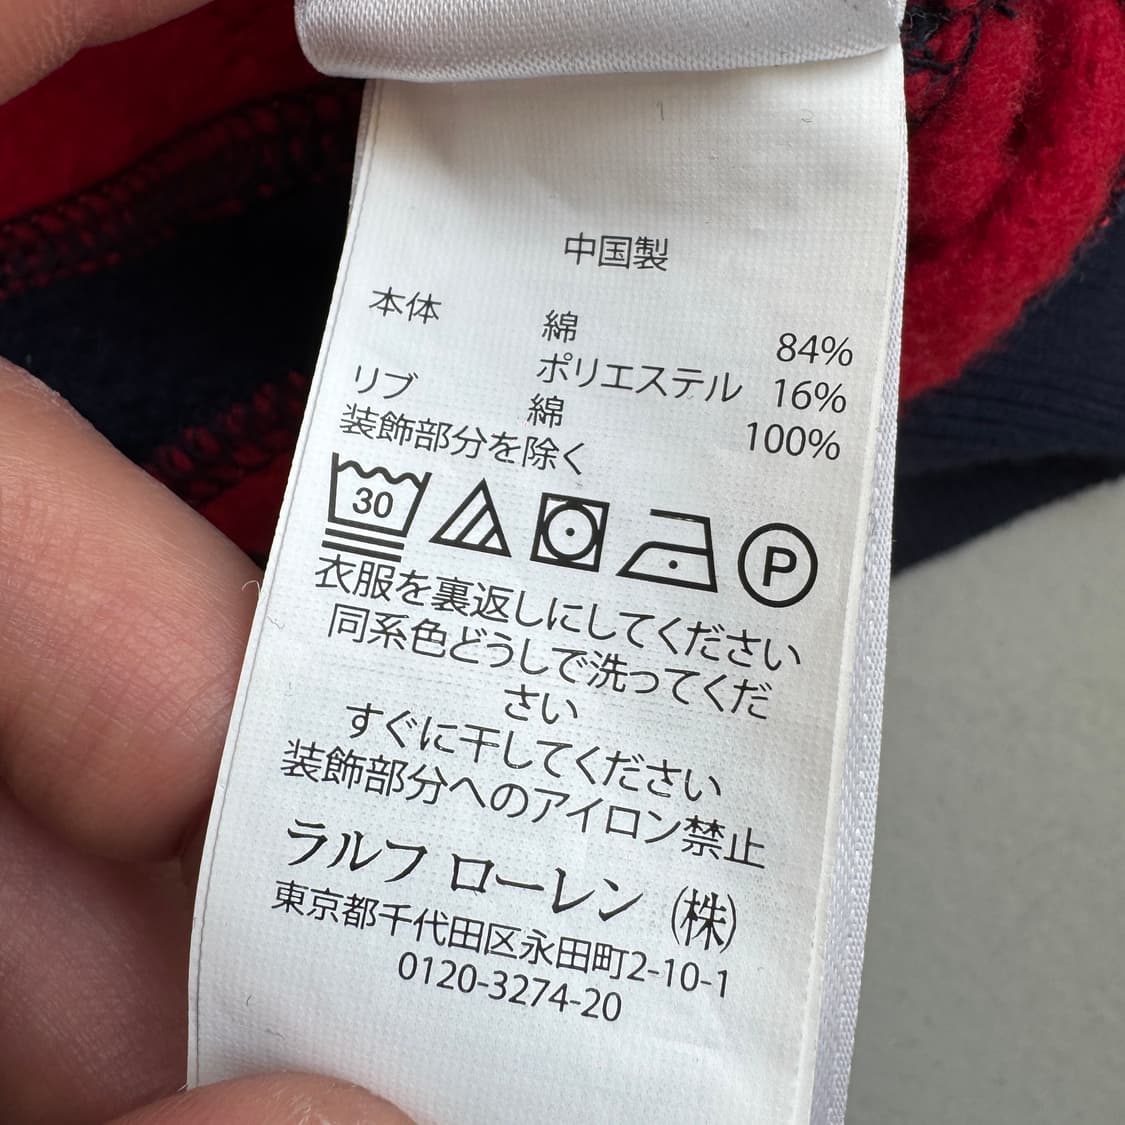 中国製
本体 綿 84%
ポリエステル 16%
リブ 綿 100%
装飾部分を除く
30 P
衣服を裏返しにしてください
同系色どうしで洗ってくだ
さい
すぐに干してください
装飾部分へのアイロン禁止
ラルフ ローレン (株)
東京都千代田区永田町2-10-1
0120-3274-20